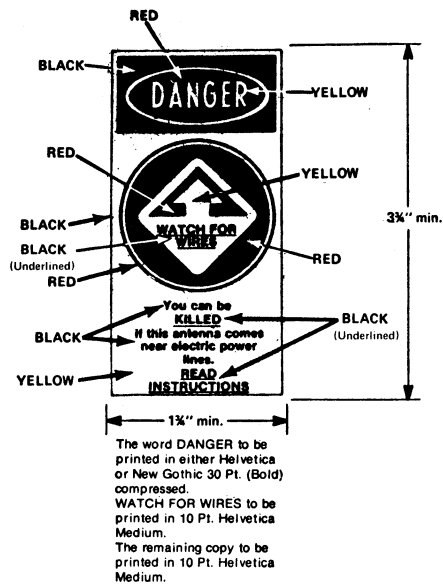 RED
BLACK
DANGER
YELLOW
RED
YELLOW
3¾" min.
BLACK
WATCH FOR
WIRES
BLACK
(Underlined)
RED
RED
You can be
KILLED
BLACK
(Underlined)
BLACK
if this antenna comes
near electric power
lines.
YELLOW
READ
INSTRUCTIONS
1¾" min.
The word DANGER to be
printed in either Helvetica
or New Gothic 30 Pt. (Bold)
compressed.
WATCH FOR WIRES to be
printed in 10 Pt. Helvetica
Medium.
The remaining copy to be
printed in 10 Pt. Helvetica
Medium.